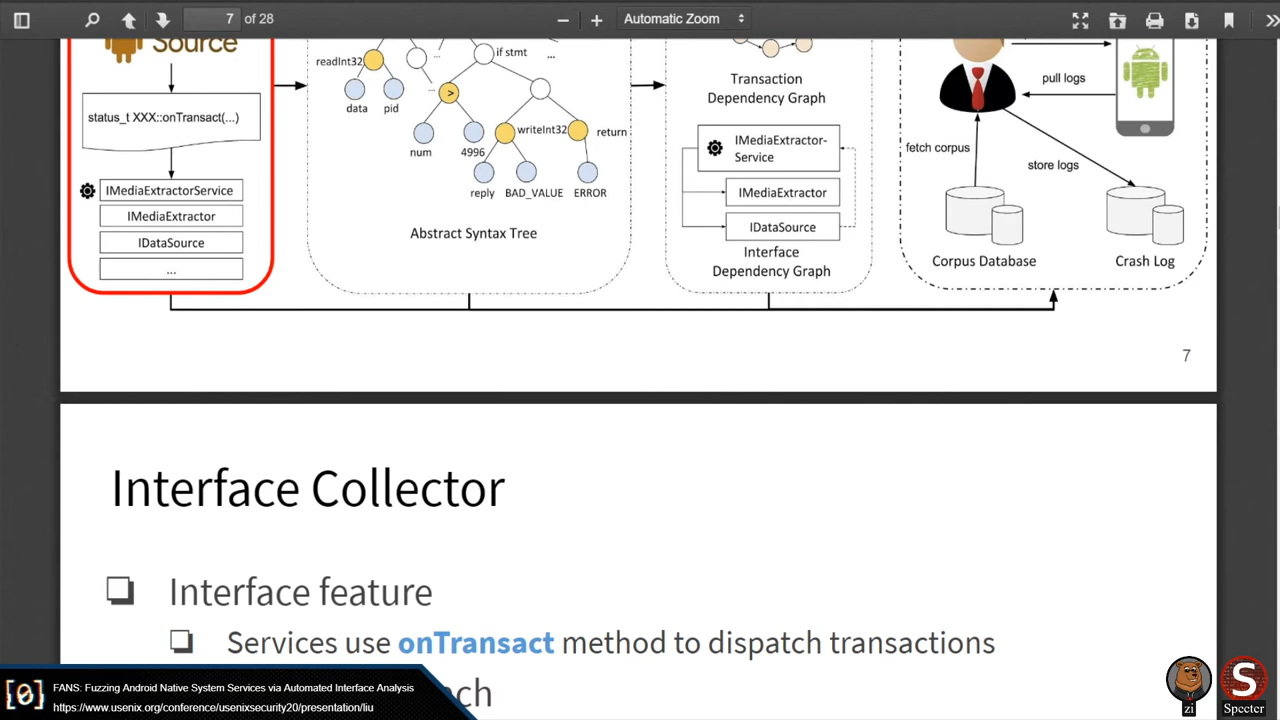 7 of 28
Automatic Zoom
Source
status_t XXX::onTransact(...)
IMediaExtractorService
IMediaExtractor
IDataSource
...
readInt32
if stmt
...
...
data
pid
>
...
num
4996
writeInt32
return
reply
BAD_VALUE
ERROR
Abstract Syntax Tree
Transaction
Dependency Graph
IMediaExtractor-
Service
IMediaExtractor
IDataSource
Interface
Dependency Graph
pull logs
fetch corpus
store logs
Corpus Database
Crash Log
7
Interface Collector
Interface feature
Services use onTransact method to dispatch transactions
ech
[0]
FANS: Fuzzing Android Native System Services via Automated Interface Analysis
https://www.usenix.org/conference/usenixsecurity20/presentation/liu
zi
S
Specter